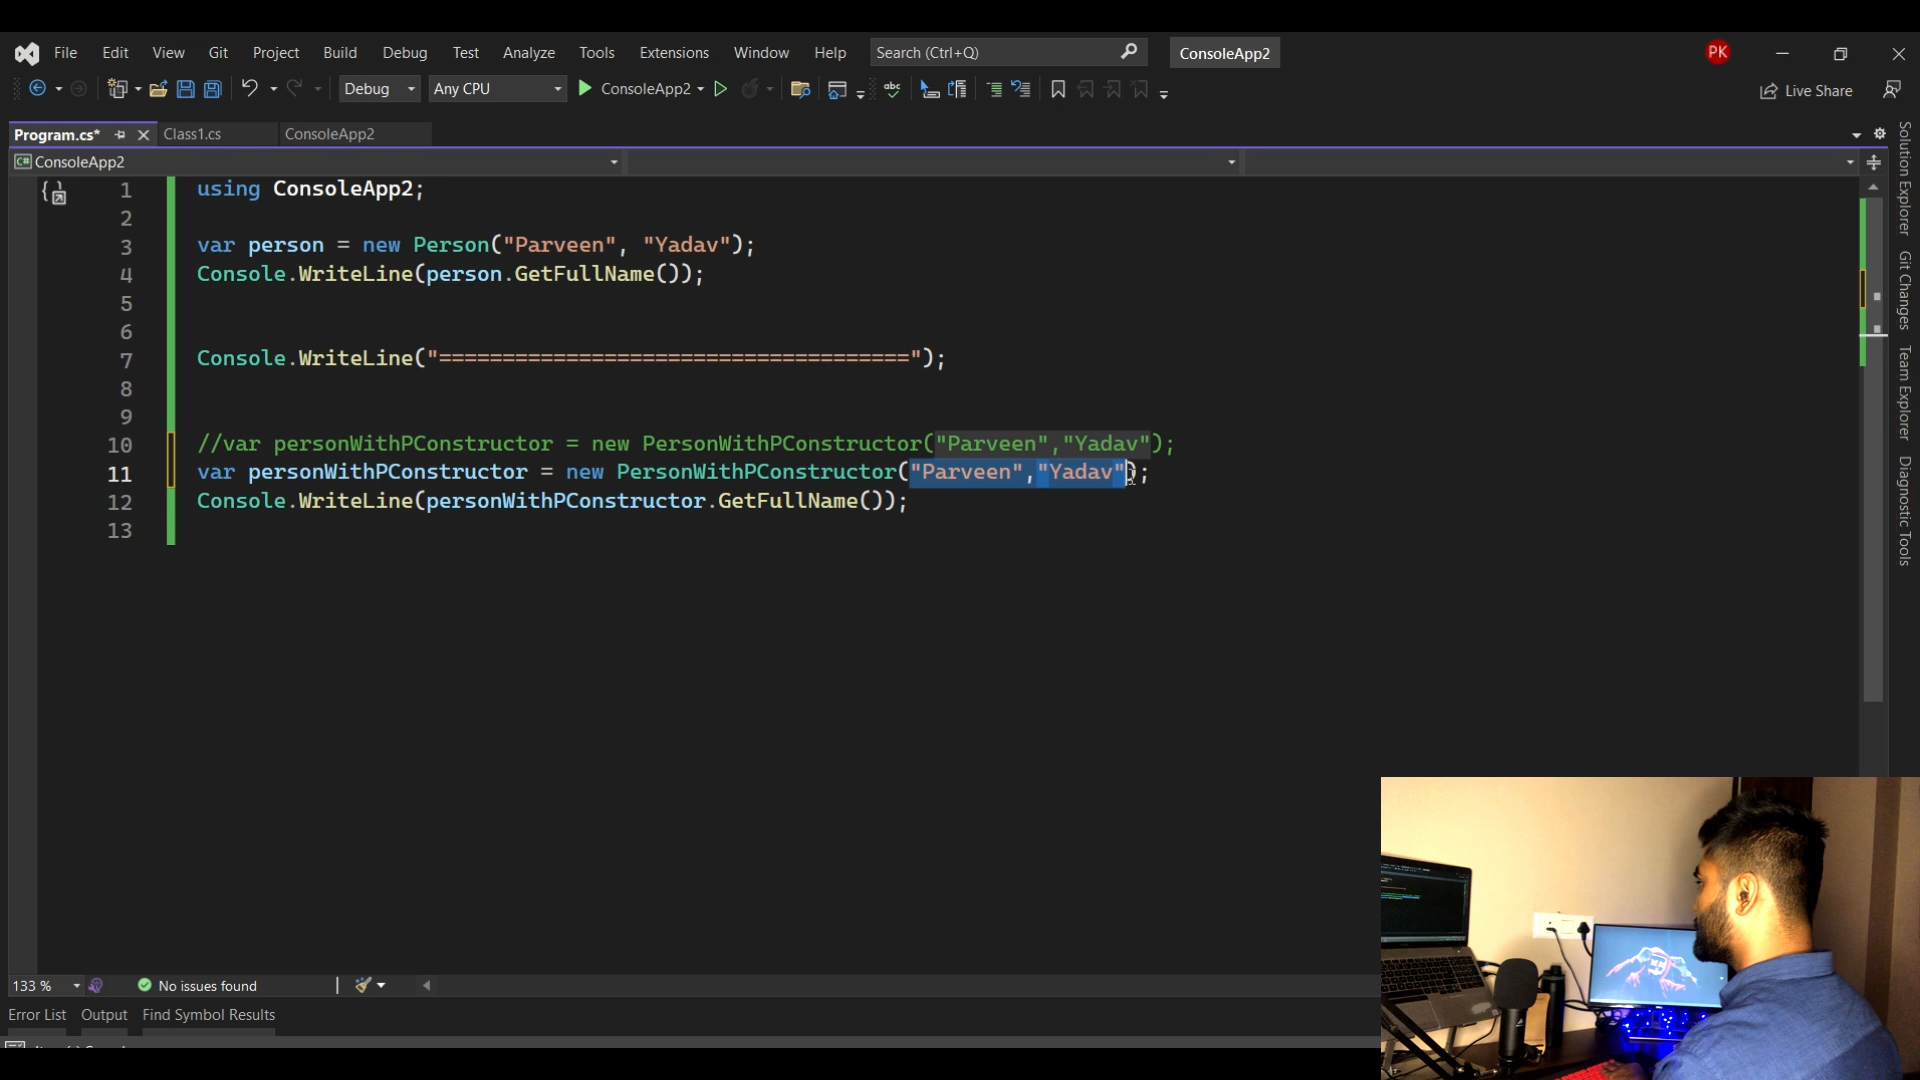 File Edit View Git Project Build Debug Test Analyze Tools Extensions Window Help Search (Ctrl+Q) ConsoleApp2 PK
Debug Any CPU ConsoleApp2 abc Live Share
Program.cs* Class1.cs ConsoleApp2
C# ConsoleApp2
1 using ConsoleApp2;
2
3 var person = new Person("Parveen", "Yadav");
4 Console.WriteLine(person.GetFullName());
5
6
7 Console.WriteLine("=====================================");
8
9
10 //var personWithPConstructor = new PersonWithPConstructor("Parveen","Yadav");
11 var personWithPConstructor = new PersonWithPConstructor("Parveen","Yadav");
12 Console.WriteLine(personWithPConstructor.GetFullName());
13
Solution Explorer
Git Changes
Team Explorer
Diagnostic Tools
133 % No issues found
Error List Output Find Symbol Results